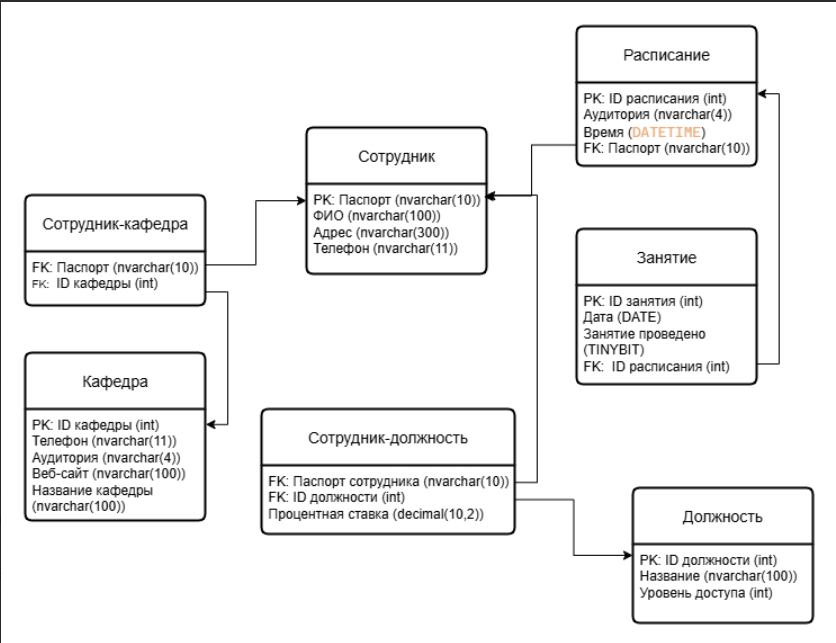 Расписание
PK: ID расписания (int)
Аудитория (nvarchar(4))
Время (DATETIME)
FK: Паспорт (nvarchar(10))
Сотрудник
PK: Паспорт (nvarchar(10))
ФИО (nvarchar(100))
Адрес (nvarchar(300))
Телефон (nvarchar(11))
Сотрудник-кафедра
FK: Паспорт (nvarchar(10))
FK: ID кафедры (int)
Занятие
PK: ID занятия (int)
Дата (DATE)
Занятие проведено
(TINYBIT)
FK: ID расписания (int)
Кафедра
PK: ID кафедры (int)
Телефон (nvarchar(11))
Аудитория (nvarchar(4))
Веб-сайт (nvarchar(100))
Название кафедры
(nvarchar(100))
Сотрудник-должность
FK: Паспорт сотрудника (nvarchar(10))
FK: ID должности (int)
Процентная ставка (decimal(10,2))
Должность
PK: ID должности (int)
Название (nvarchar(100))
Уровень доступа (int)